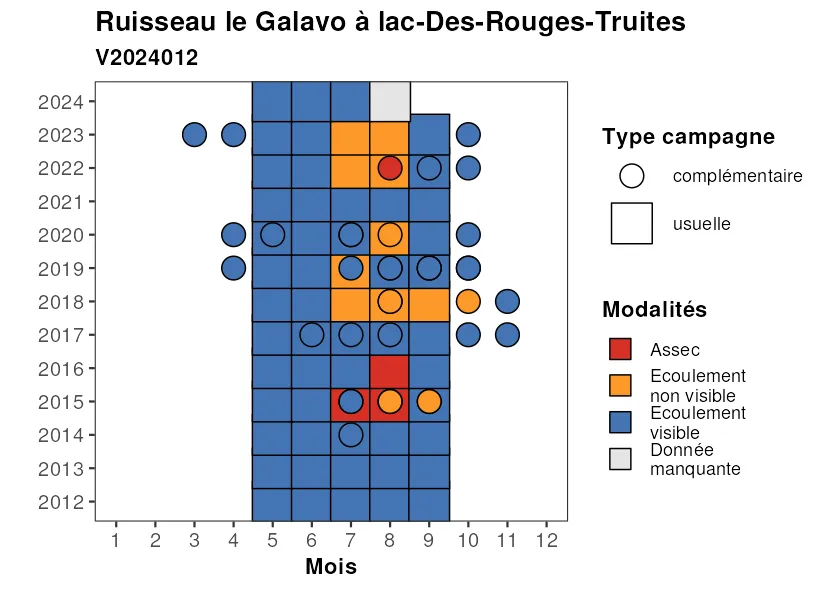 Ruisseau le Galavo à lac-Des-Rouges-Truites
V2024012
2024
2023
2022
2021
2020
2019
2018
2017
2016
2015
2014
2013
2012
1 2 3 4 5 6 7 8 9 10 11 12
Mois
Type campagne
complémentaire
usuelle
Modalités
Assec
Ecoulement
non visible
Ecoulement
visible
Donnée
manquante